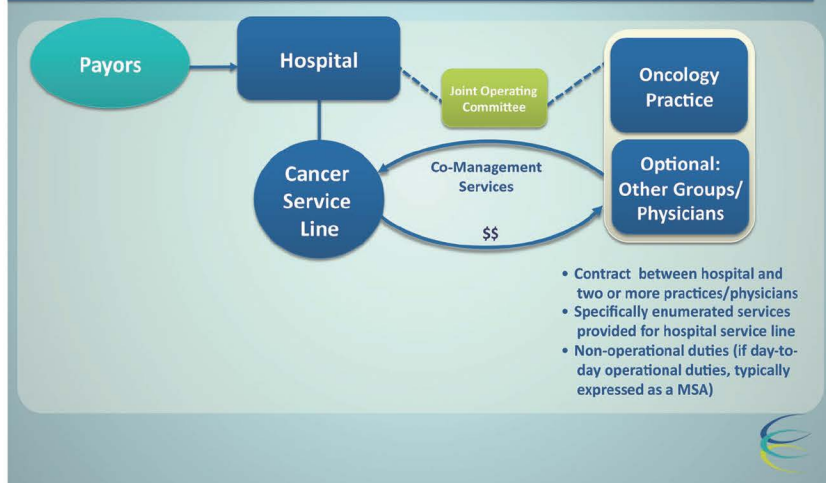 Payors
Hospital
Joint Operating
Committee
Oncology
Practice
Cancer
Service
Line
Co-Management
Services
$$
Optional:
Other Groups/
Physicians
• Contract between hospital and
two or more practices/physicians
• Specifically enumerated services
provided for hospital service line
• Non-operational duties (if day-to-
day operational duties, typically
expressed as a MSA)